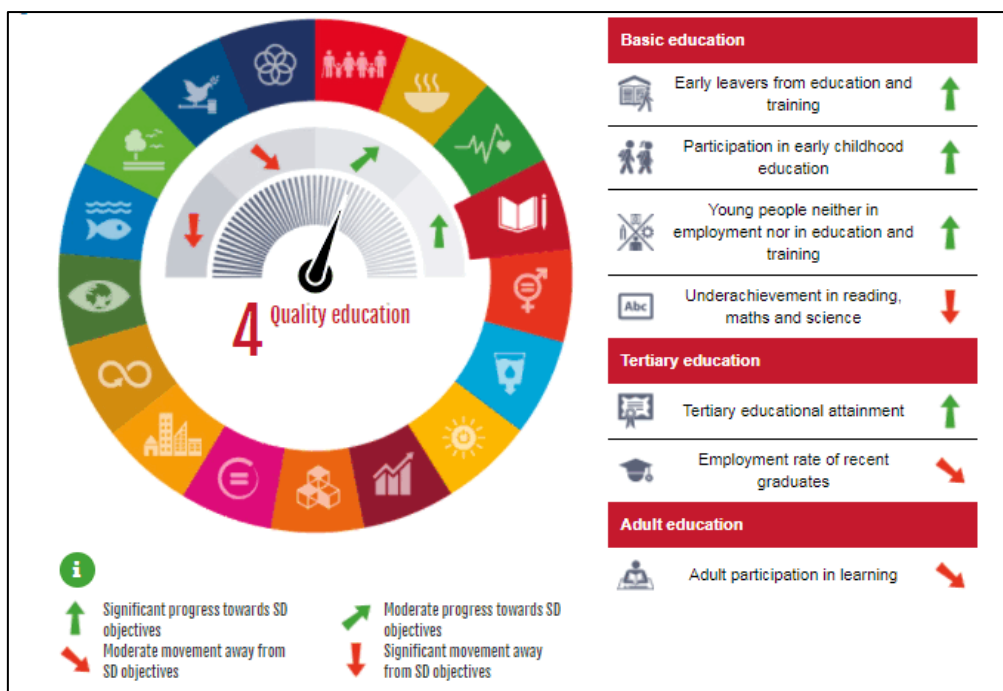 4 Quality education
Significant progress towards SD
objectives
Moderate movement away from
SD objectives
Moderate progress towards SD
objectives
Significant movement away
from SD objectives
Basic education
Early leavers from education and
training
Participation in early childhood
education
Young people neither in
employment nor in education and
training
Abc
Underachievement in reading,
maths and science
Tertiary education
Tertiary educational attainment
Employment rate of recent
graduates
Adult education
Adult participation in learning